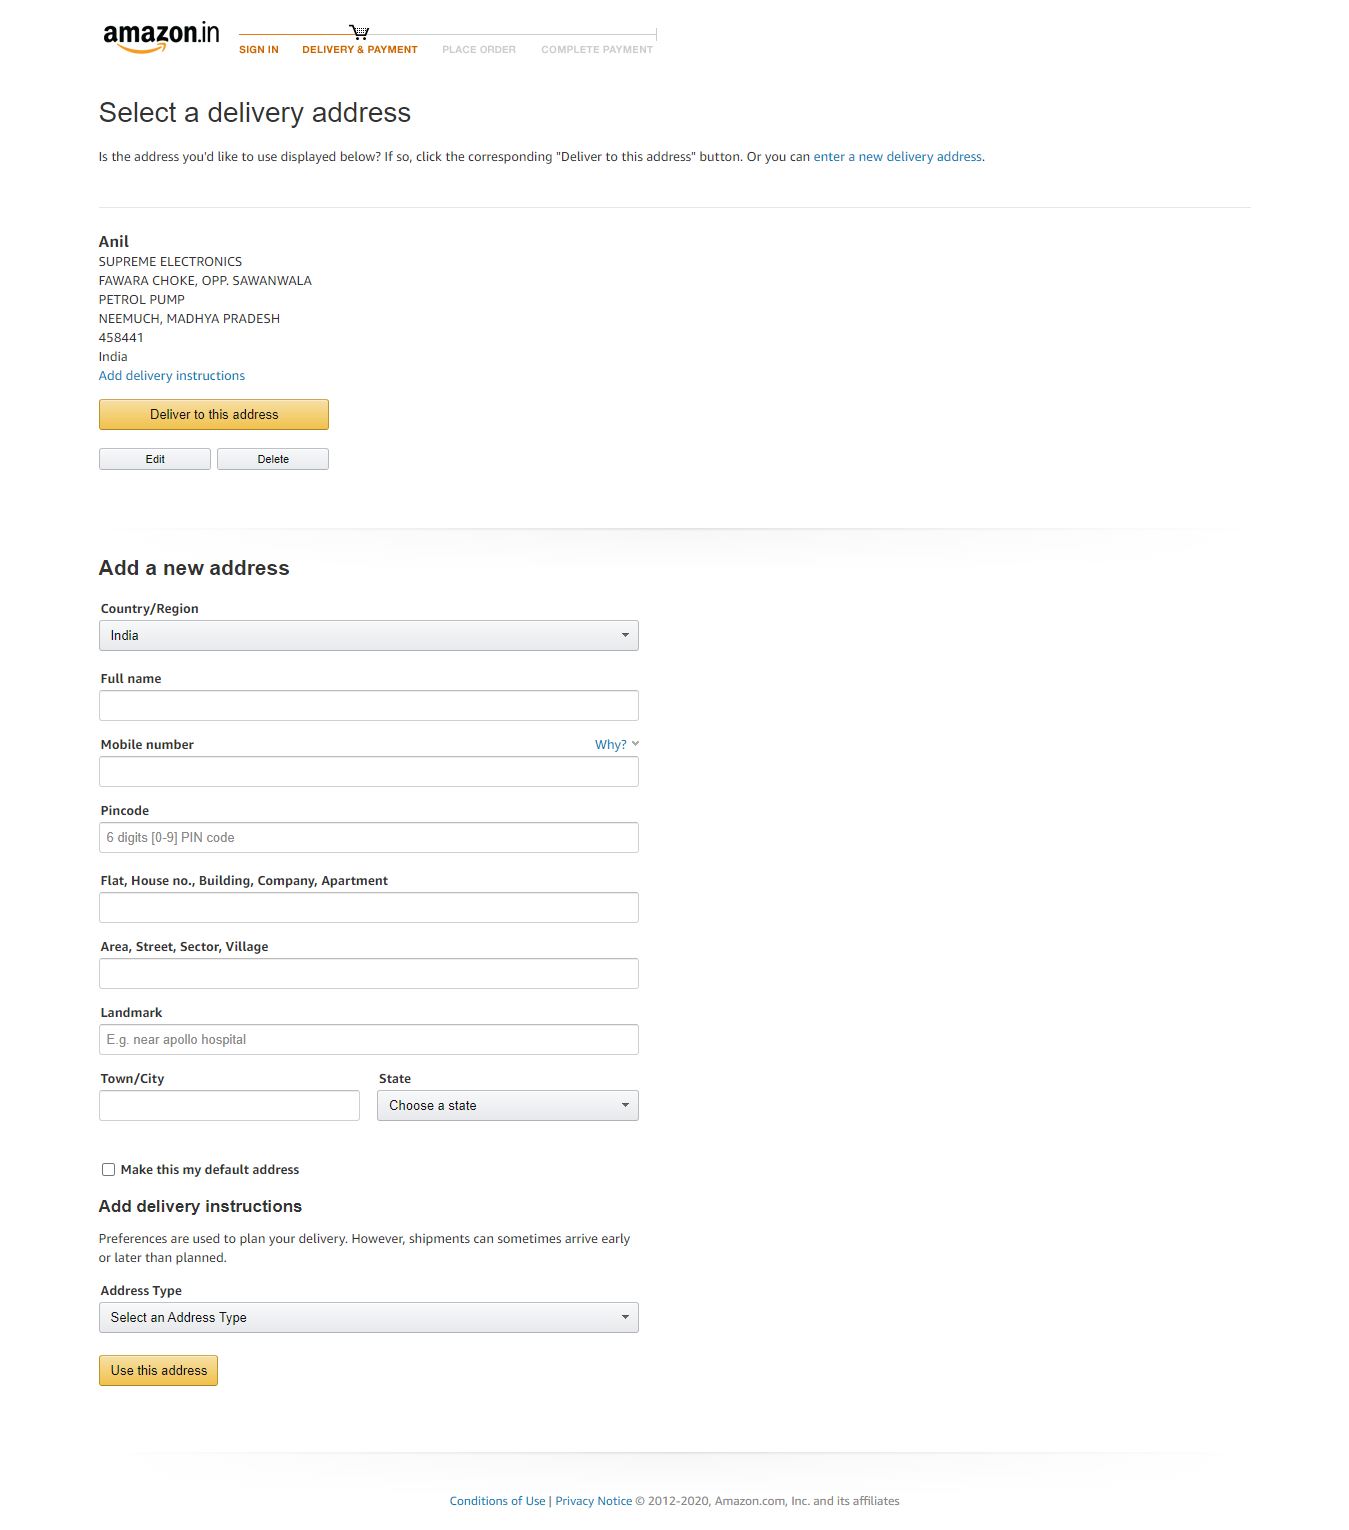 amazon.in
SIGN IN DELIVERY & PAYMENT PLACE ORDER COMPLETE PAYMENT
Select a delivery address
Is the address you'd like to use displayed below? If so, click the corresponding "Deliver to this address" button. Or you can enter a new delivery address.
Anil
SUPREME ELECTRONICS
FAWARA CHOKE, OPP. SAWANWALA
PETROL PUMP
NEEMUCH, MADHYA PRADESH
458441
India
Add delivery instructions
Deliver to this address
Edit Delete
Add a new address
Country/Region
India
Full name
Mobile number Why?
Pincode
6 digits [0-9] PIN code
Flat, House no., Building, Company, Apartment
Area, Street, Sector, Village
Landmark
E.g. near apollo hospital
Town/City State
Choose a state
Make this my default address
Add delivery instructions
Preferences are used to plan your delivery. However, shipments can sometimes arrive early
or later than planned.
Address Type
Select an Address Type
Use this address
Conditions of Use | Privacy Notice © 2012-2020, Amazon.com, Inc. and its affiliates